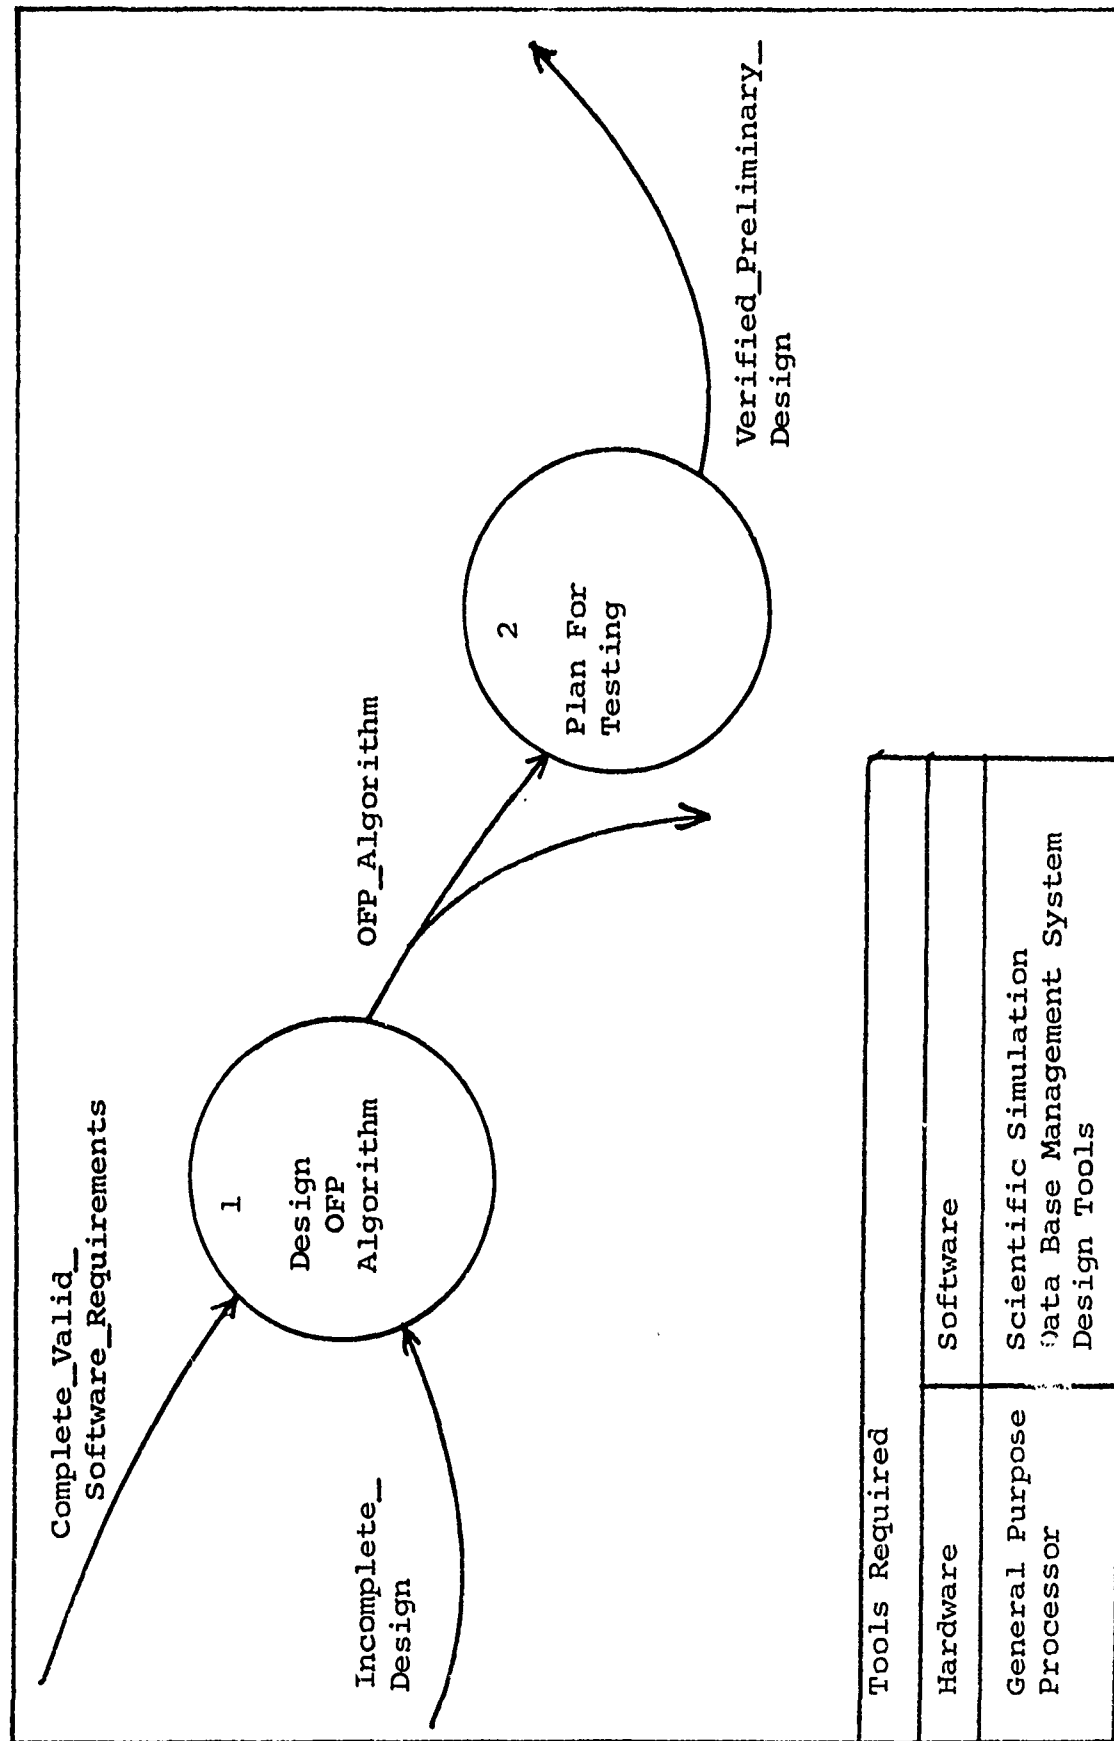 Complete_Valid_
Software_Requirements
1
Design
OFP
Algorithm
Incomplete_
Design
OFP_Algorithm
2
Plan For
Testing
Verified_Preliminary_
Design
Tools Required
Hardware
Software
General Purpose
Processor
Scientific Simulation
Data Base Management System
Design Tools